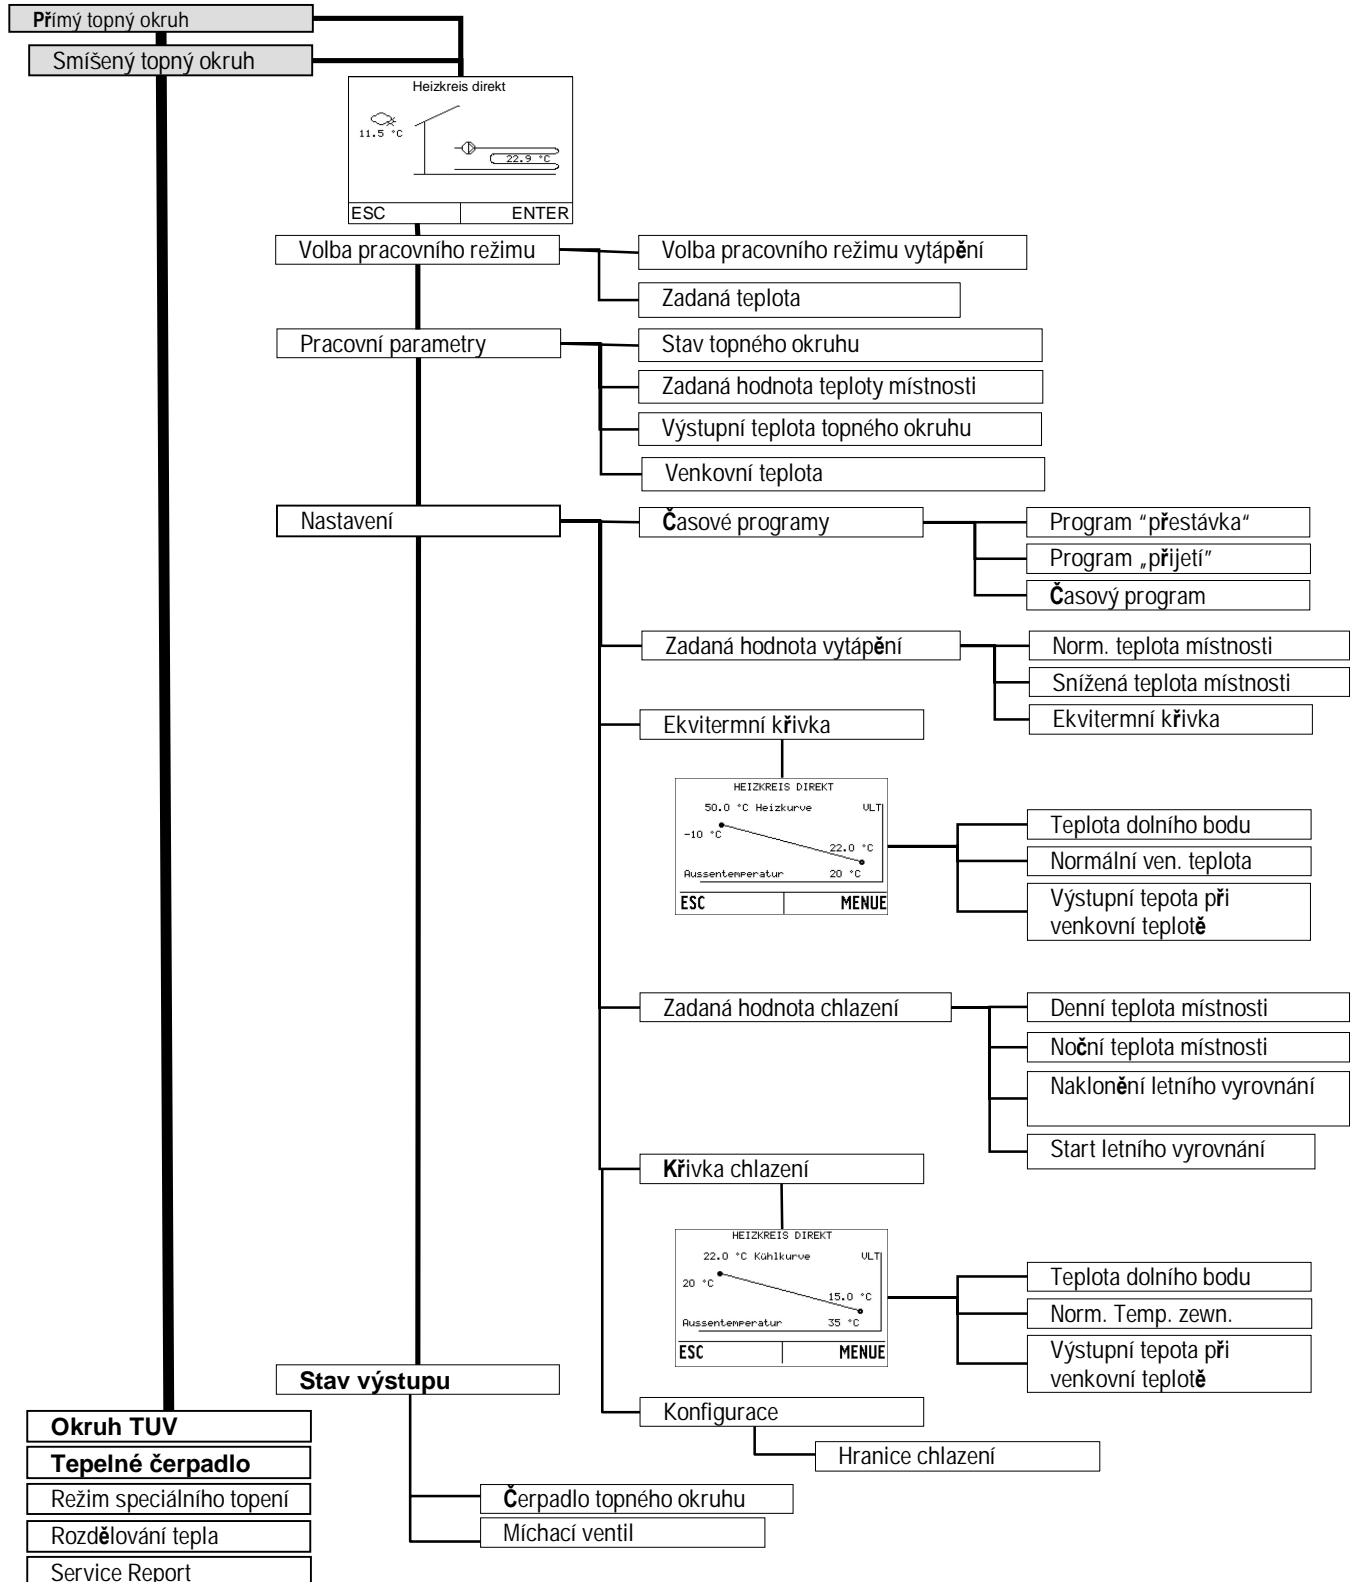 Přímý topný okruh
Smíšený topný okruh
Heizkreis direkt
11.5 °C
22.9 °C
ESC ENTER
Volba pracovního režimu
Volba pracovního režimu vytápění
Zadaná teplota
Pracovní parametry
Stav topného okruhu
Zadaná hodnota teploty místnosti
Výstupní teplota topného okruhu
Venkovní teplota
Nastavení
Časové programy
Program “přestávka“
Program „přijetí”
Časový program
Zadaná hodnota vytápění
Norm. teplota místnosti
Snížená teplota místnosti
Ekvitermní křivka
Ekvitermní křivka
HEIZKREIS DIREKT
50.0 °C Heizkurve VLT
-10 °C
22.0 °C
Aussentemperatur 20 °C
ESC MENUE
Teplota dolního bodu
Normální ven. teplota
Výstupní tepota při
venkovní teplotě
Zadaná hodnota chlazení
Denní teplota místnosti
Noční teplota místnosti
Naklonění letního vyrovnání
Start letního vyrovnání
Křivka chlazení
HEIZKREIS DIREKT
22.0 °C Kühlkurve VLT
20 °C
15.0 °C
Aussentemperatur 35 °C
ESC MENUE
Teplota dolního bodu
Norm. Temp. zewn.
Výstupní tepota při
venkovní teplotě
Konfigurace
Hranice chlazení
Stav výstupu
Čerpadlo topného okruhu
Míchací ventil
Okruh TUV
Tepelné čerpadlo
Režim speciálního topení
Rozdělování tepla
Service Report